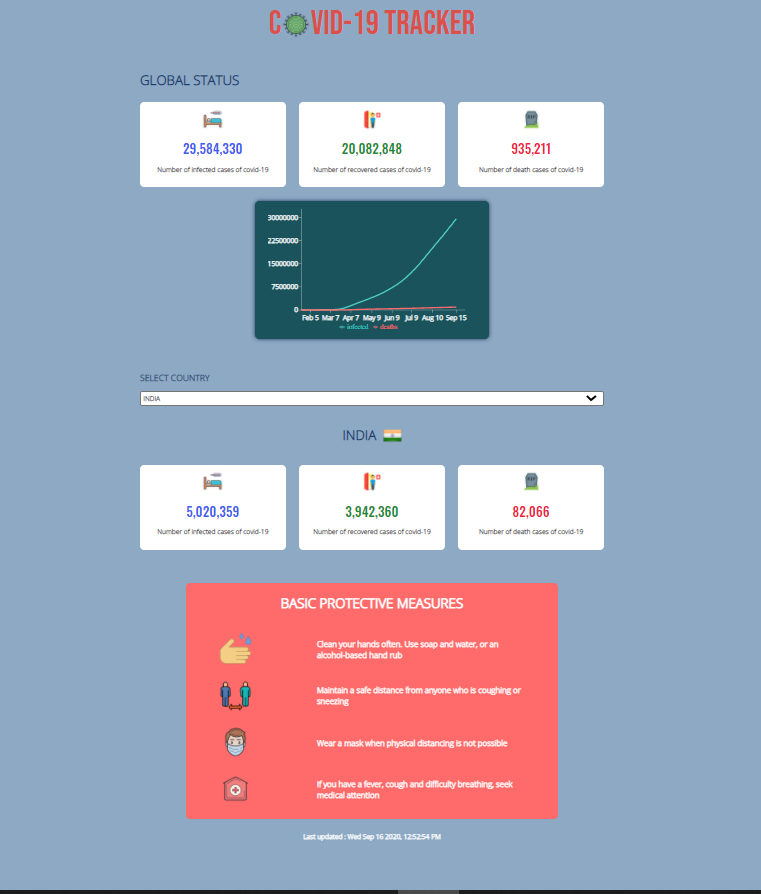 C VID-19 TRACKER
GLOBAL STATUS
29,584,330
Number of infected cases of covid-19
20,082,848
Number of recovered cases of covid-19
935,211
Number of death cases of covid-19
30000000
22500000
15000000
7500000
0
Feb 5 Mar 7 Apr 7 May 9 Jun 9 Jul 9 Aug 10 Sep 15
infected deaths
SELECT COUNTRY
INDIA
INDIA
5,020,359
Number of infected cases of covid-19
3,942,360
Number of recovered cases of covid-19
82,066
Number of death cases of covid-19
BASIC PROTECTIVE MEASURES
Clean your hands often. Use soap and water, or an
alcohol-based hand rub
Maintain a safe distance from anyone who is coughing or
sneezing
Wear a mask when physical distancing is not possible
If you have a fever, cough and difficulty breathing, seek
medical attention
Last updated : Wed Sep 16 2020, 12:52:54 PM